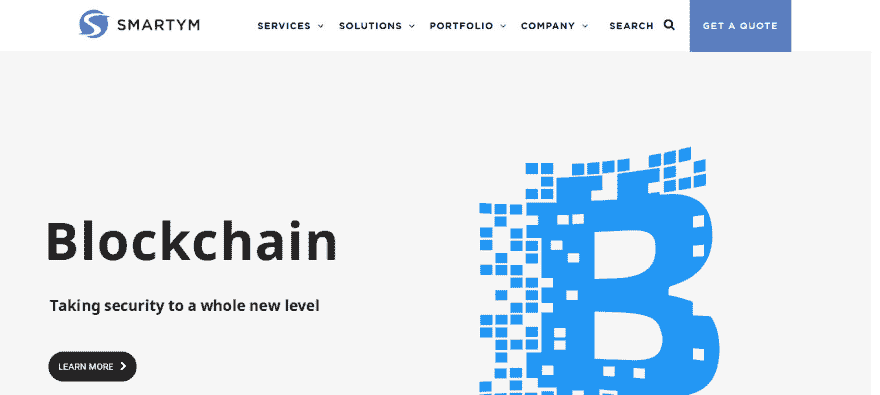 SMARTYM
SERVICES SOLUTIONS PORTFOLIO COMPANY SEARCH GET A QUOTE
Blockchain
Taking security to a whole new level
LEARN MORE